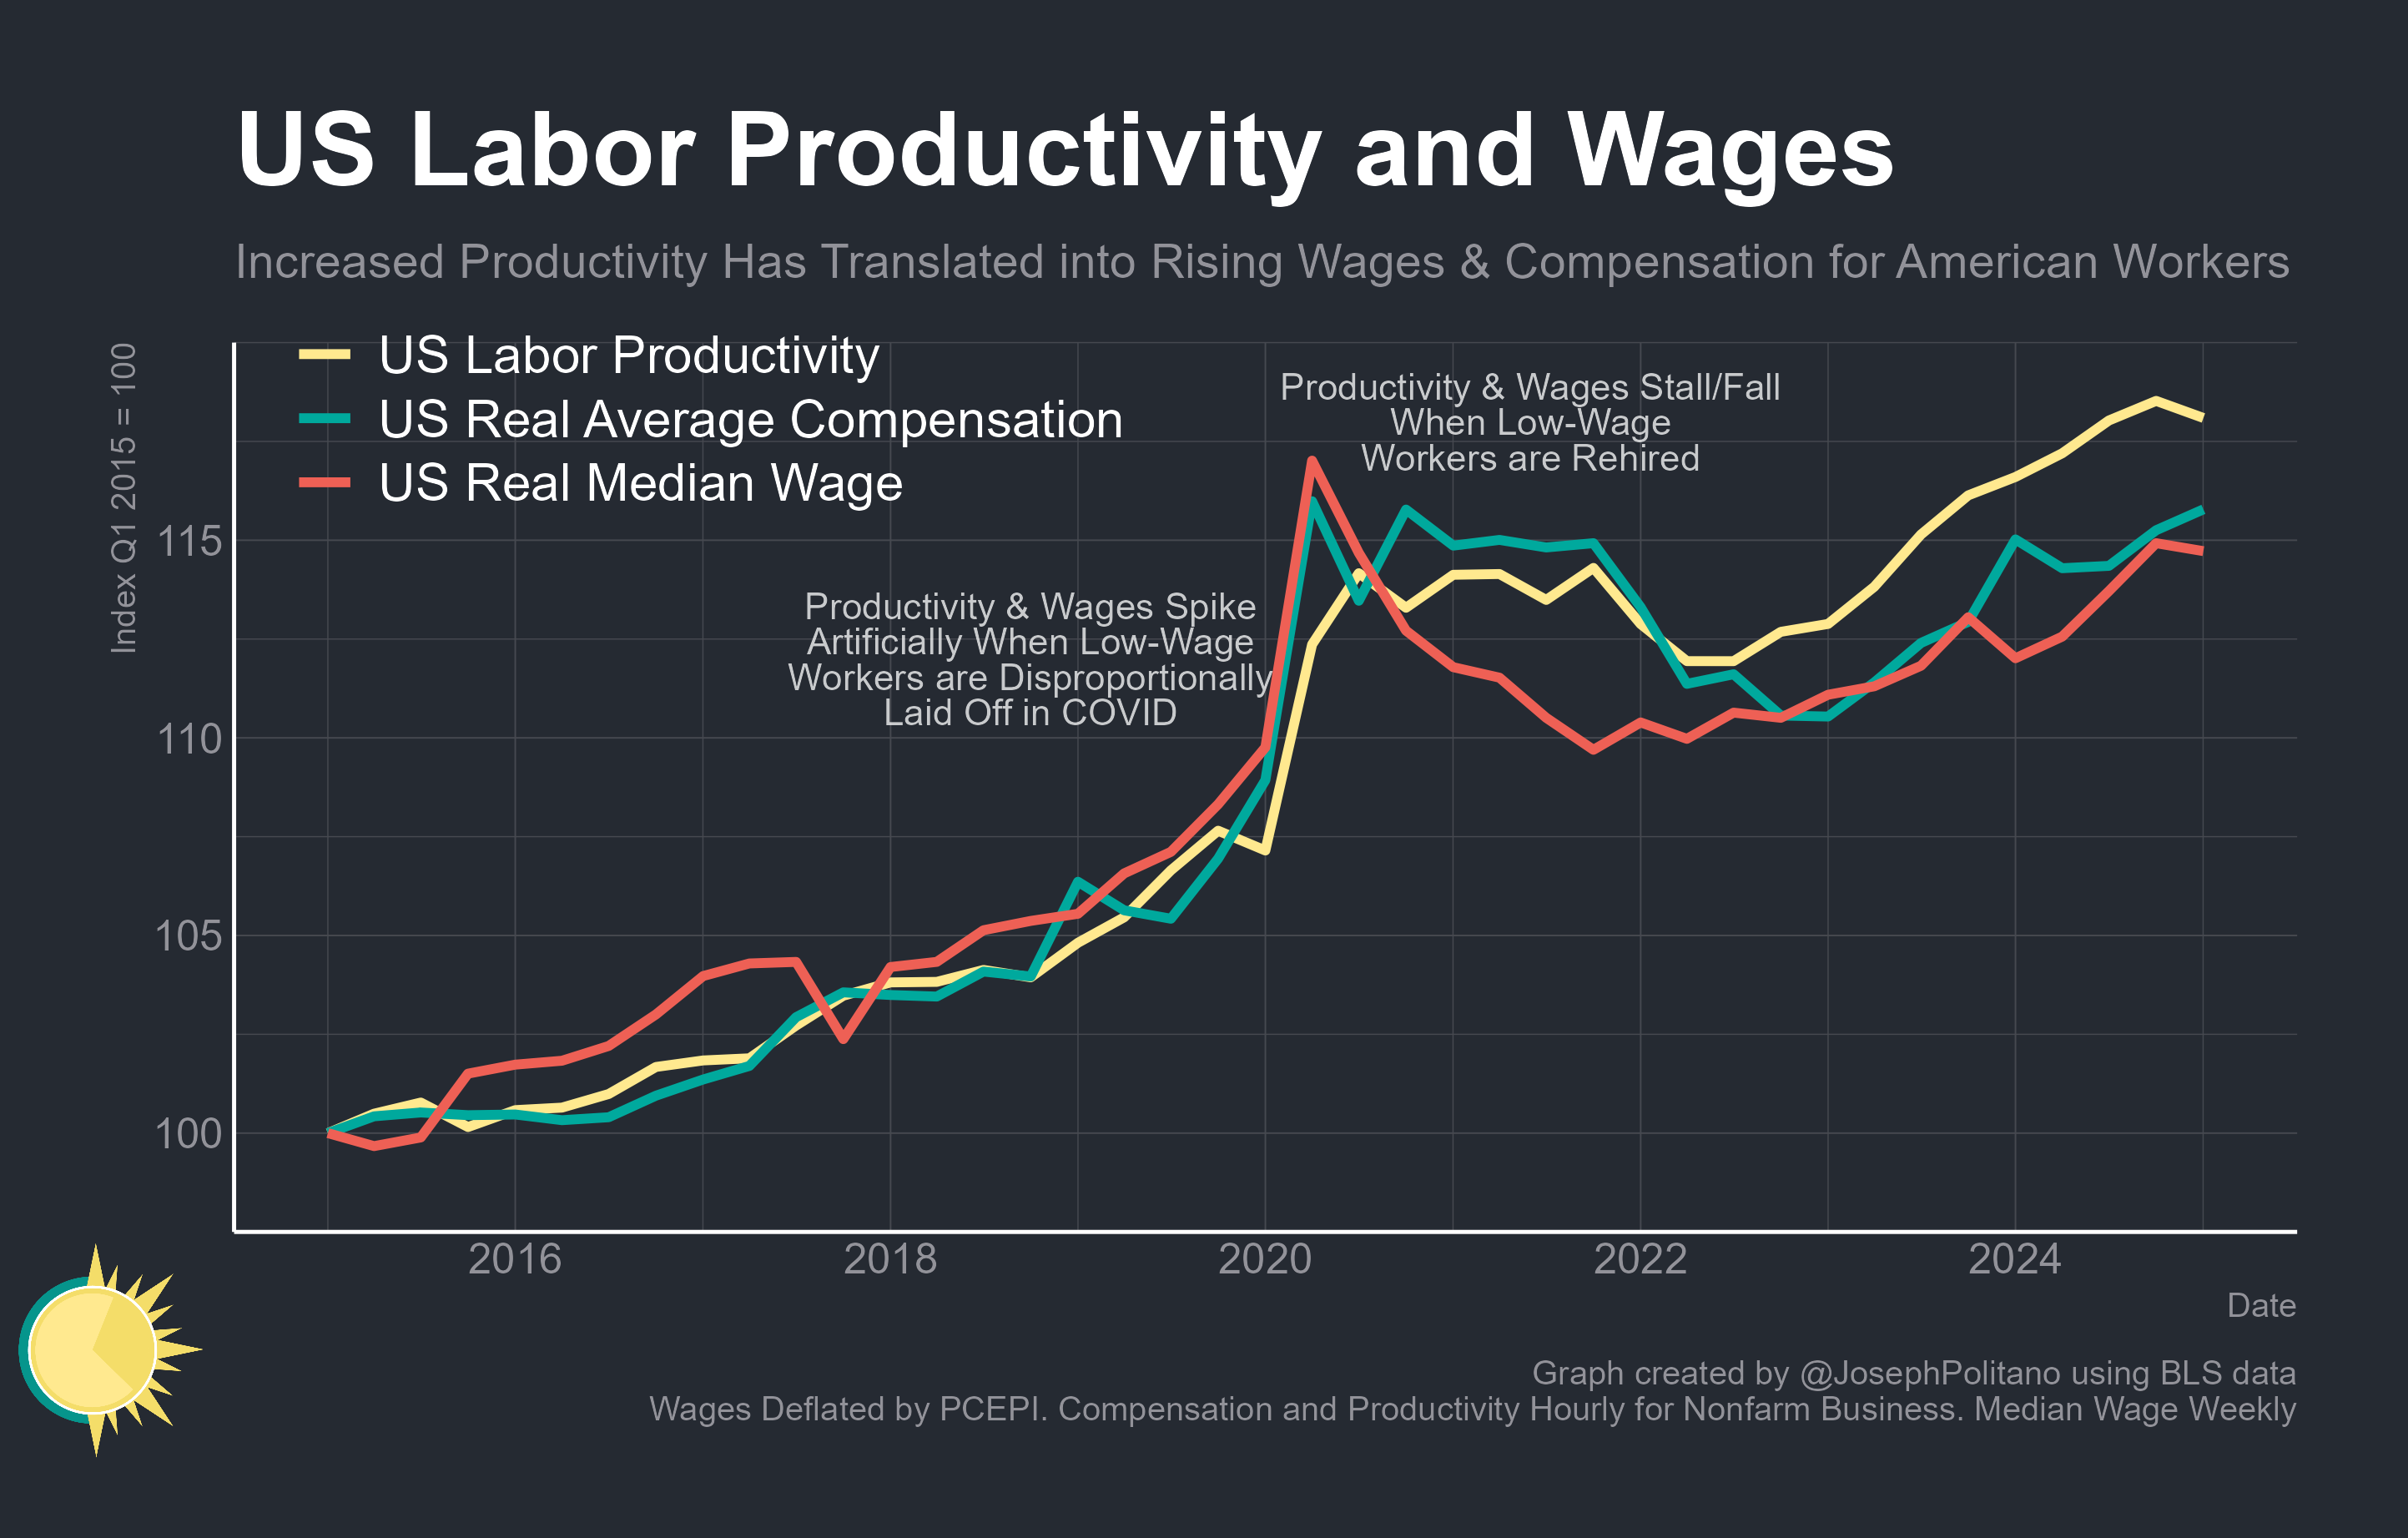 US Labor Productivity and Wages
Increased Productivity Has Translated into Rising Wages & Compensation for American Workers
Index Q1 2015 = 100
US Labor Productivity
US Real Average Compensation
US Real Median Wage
Productivity & Wages Stall/Fall
When Low-Wage
Workers are Rehired
Productivity & Wages Spike
Artificially When Low-Wage
Workers are Disproportionally
Laid Off in COVID
115
110
105
100
2016
2018
2020
2022
2024
Date
Graph created by @JosephPolitano using BLS data
Wages Deflated by PCEPI. Compensation and Productivity Hourly for Nonfarm Business. Median Wage Weekly